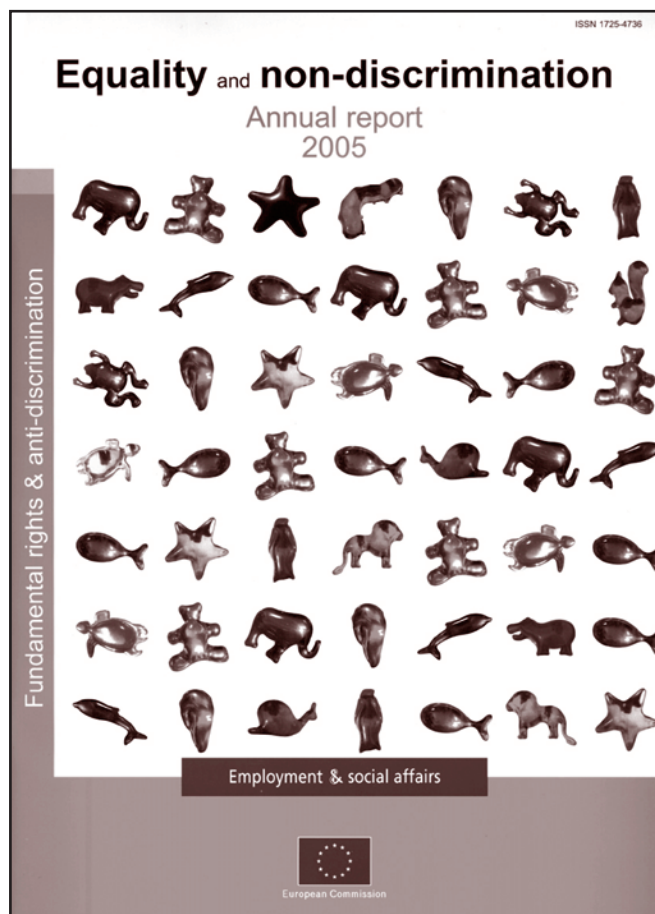 ISSN 1725-4736
Equality and non-discrimination
Annual report
2005
Fundamental rights & anti-discrimination
Employment & social affairs
European Commission